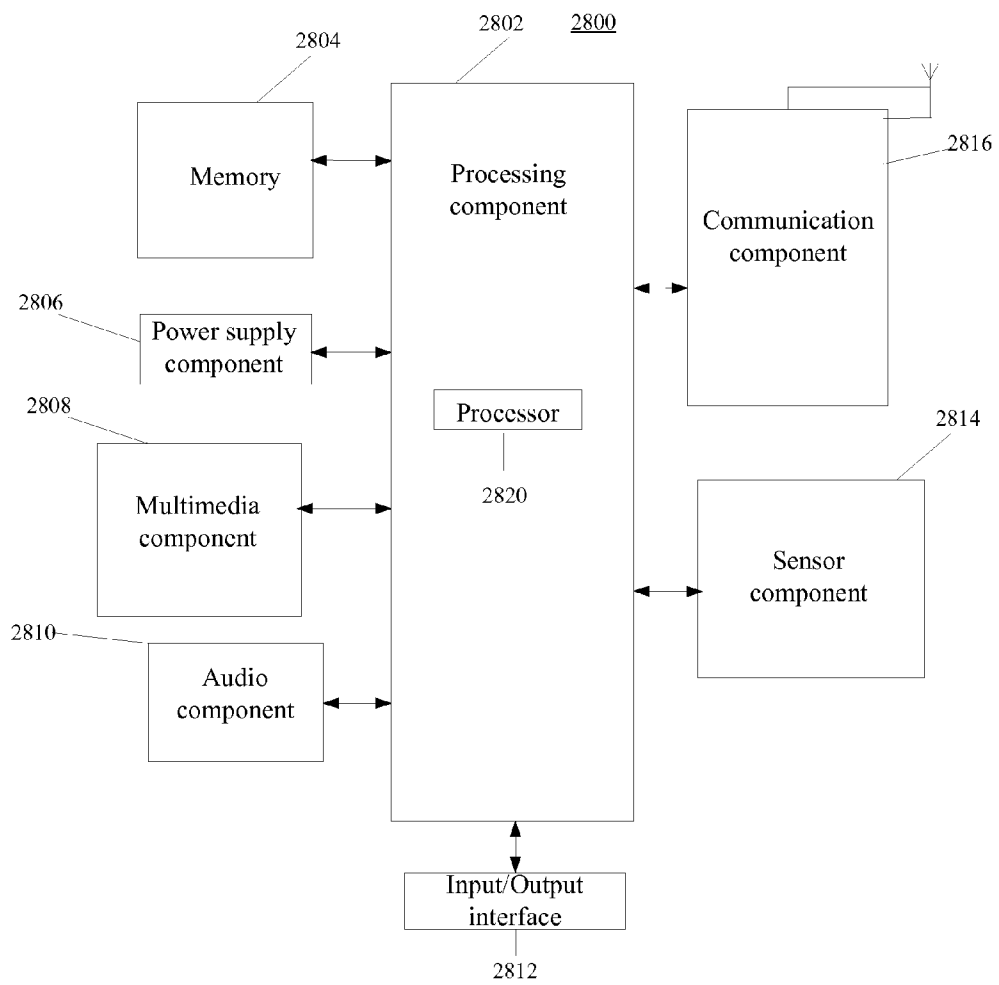 2802
2800
2804
2816
Memory
Processing
component
Communication
component
2806
Power supply
component
2808
Processor
2814
2820
Multimedia
component
Sensor
component
2810
Audio
component
Input/Output
interface
2812